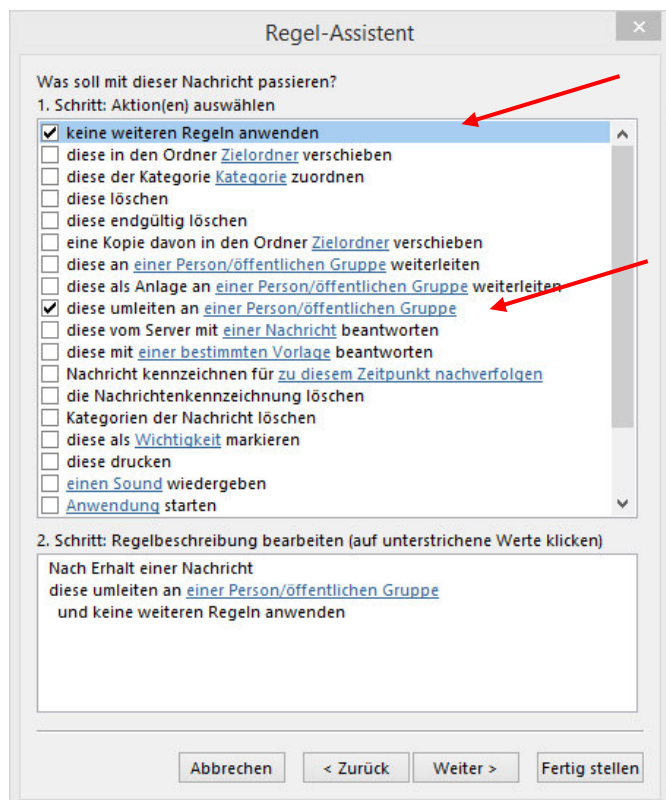 Regel-Assistent
Was soll mit dieser Nachricht passieren?
1. Schritt: Aktion(en) auswählen
keine weiteren Regeln anwenden
diese in den Ordner Zielordner verschieben
diese der Kategorie Kategorie zuordnen
diese löschen
diese endgültig löschen
eine Kopie davon in den Ordner Zielordner verschieben
diese an einer Person/öffentlichen Gruppe weiterleiten
diese als Anlage an einer Person/öffentlichen Gruppe weiterleiten
diese umleiten an einer Person/öffentlichen Gruppe
diese vom Server mit einer Nachricht beantworten
diese mit einer bestimmten Vorlage beantworten
Nachricht kennzeichnen für zu diesem Zeitpunkt nachverfolgen
die Nachrichtenkennzeichnung löschen
Kategorien der Nachricht löschen
diese als Wichtigkeit markieren
diese drucken
einen Sound wiedergeben
Anwendung starten
2. Schritt: Regelbeschreibung bearbeiten (auf unterstrichene Werte klicken)
Nach Erhalt einer Nachricht
diese umleiten an einer Person/öffentlichen Gruppe
und keine weiteren Regeln anwenden
Abbrechen < Zurück Weiter > Fertig stellen